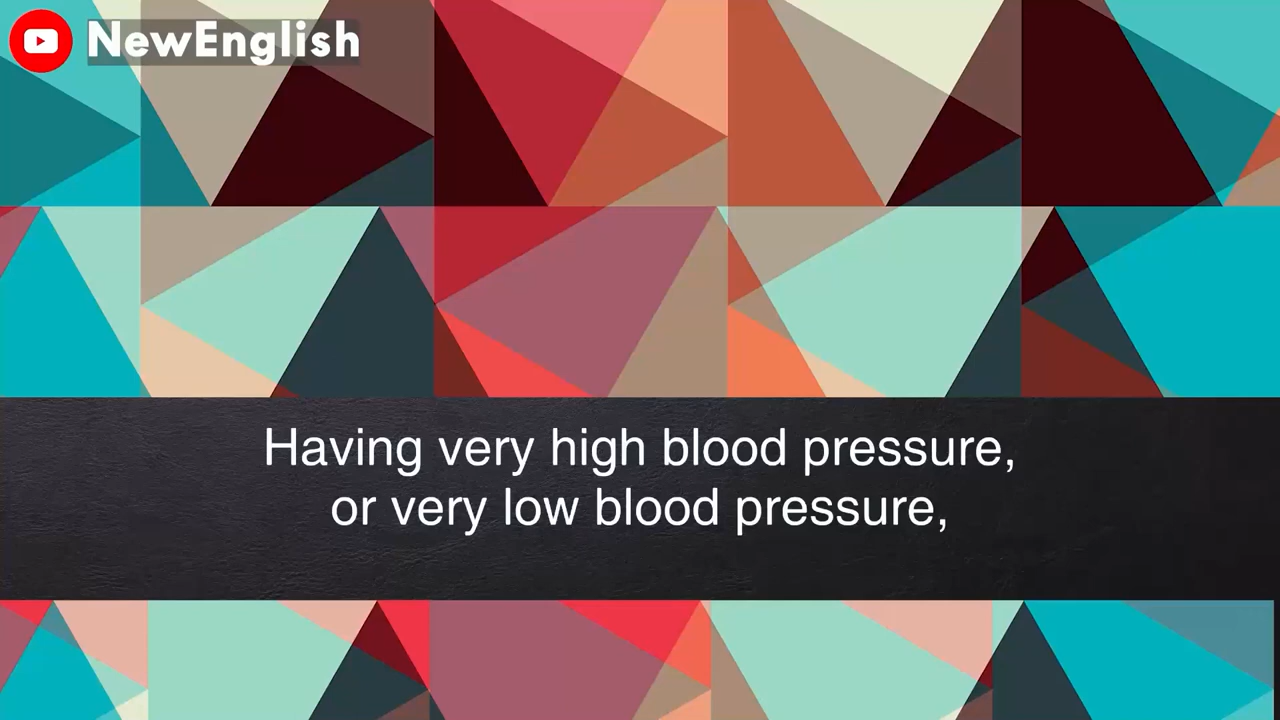 NewEnglish
Having very high blood pressure,
or very low blood pressure,